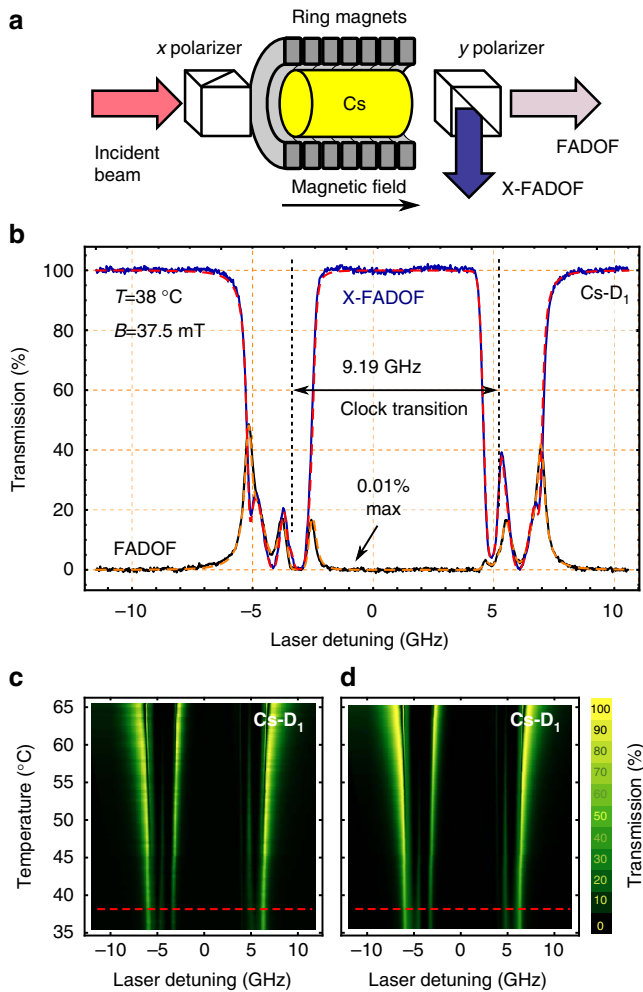 a
Ring magnets
x polarizer
y polarizer
Cs
Incident
beam
FADOF
X-FADOF
Magnetic field
b
100
80
60
40
20
0
Transmission (%)
T=38 °C
B=37.5 mT
X-FADOF
Cs-D1
9.19 GHz
Clock transition
0.01%
max
FADOF
−10
−5
0
5
10
Laser detuning (GHz)
c
65
60
55
50
45
40
35
Temperature (°C)
Cs-D1
−10
−5
0
5
10
Laser detuning (GHz)
d
Cs-D1
−10
−5
0
5
10
Laser detuning (GHz)
100
90
80
70
60
50
40
30
20
10
0
Transmission (%)